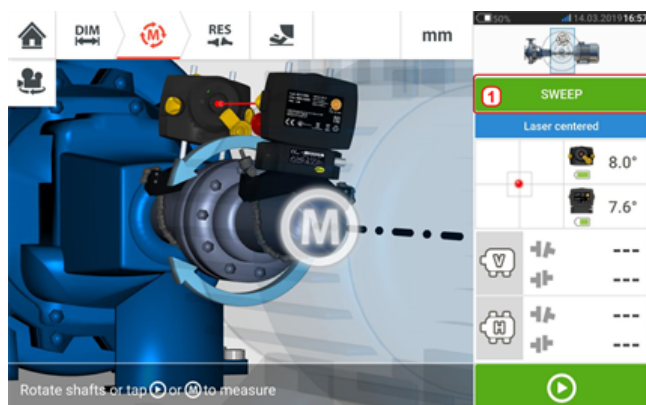 DIM
RES
mm
50%
14.03.2019 16:57
1 SWEEP
Laser centered
8.0°
7.6°
V
---
---
H
---
---
M
Rotate shafts or tap or M to measure